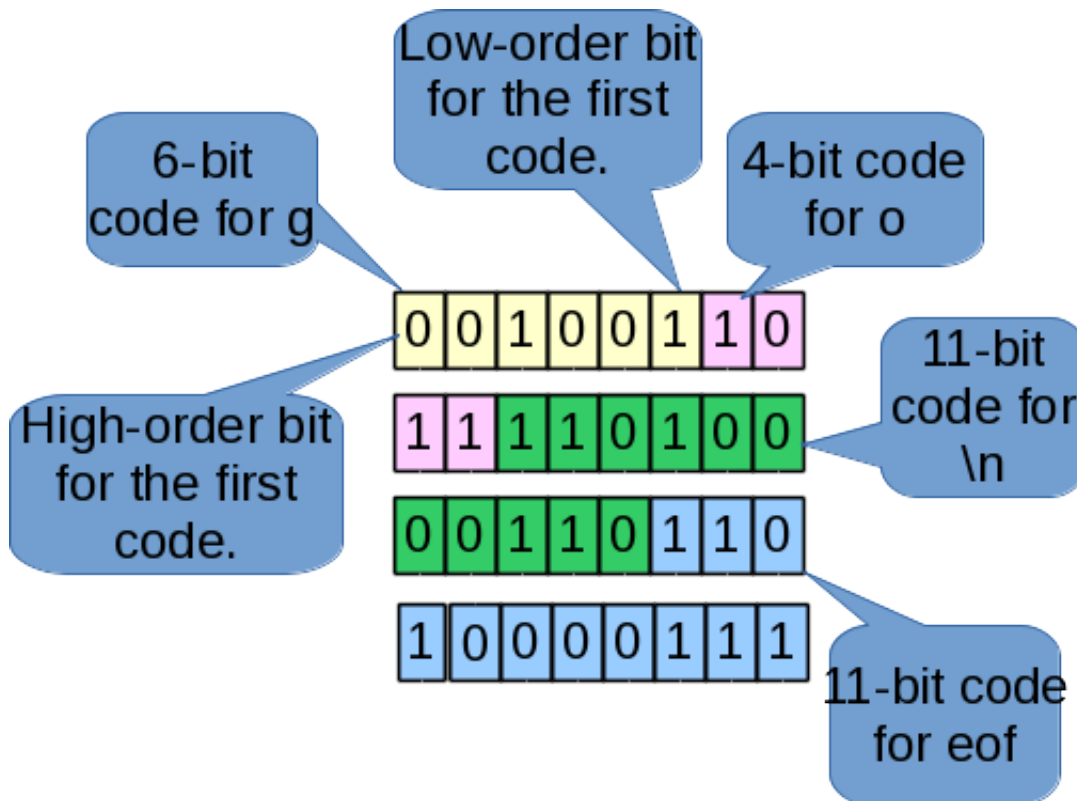 Low-order bit
for the first
code.
6-bit
code for g
4-bit code
for o
0 0 1 0 0 1 1 0
11-bit
code for
\n
High-order bit
for the first
code.
1 1 1 1 0 1 0 0
0 0 1 1 0 1 1 0
1 0 0 0 0 1 1 1
11-bit code
for eof